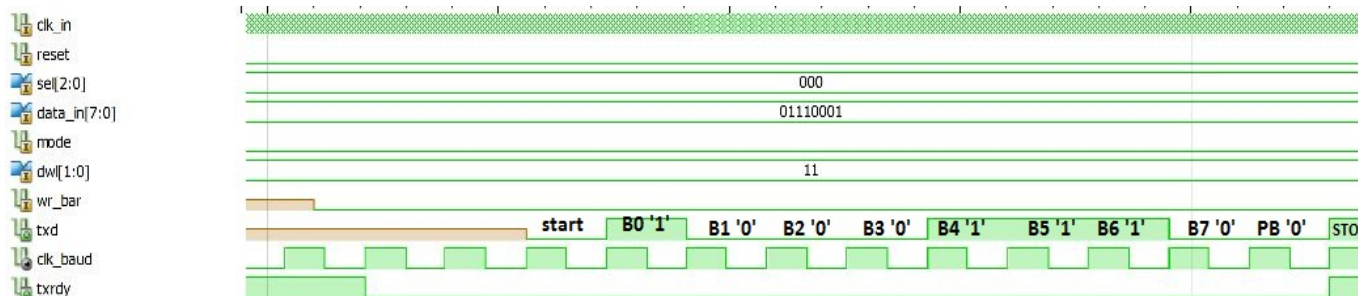 clk_in
reset
sel[2:0] 000
data_in[7:0] 01110001
mode
dwl[1:0] 11
wr_bar
txd start B0 '1' B1 '0' B2 '0' B3 '0' B4 '1' B5 '1' B6 '1' B7 '0' PB '0' STO
clk_baud
txrdy